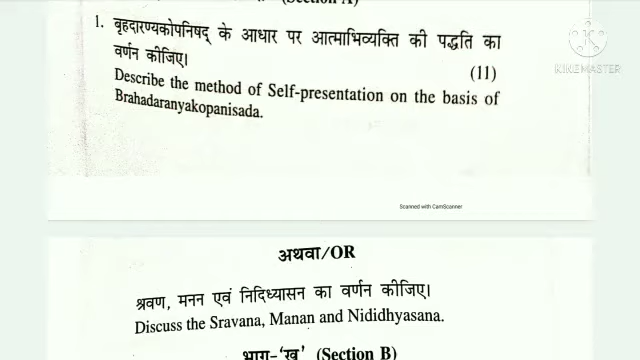 (Section A)
1. बृहदारण्यकोपनिषद् के आधार पर आत्माभिव्यक्ति की पद्धति का
वर्णन कीजिए।
(11)
Describe the method of Self-presentation on the basis of
Brahadaranyakopanisada.
KINEMASTER
Scanned with CamScanner
अथवा/OR
श्रवण, मनन एवं निदिध्यासन का वर्णन कीजिए।
Discuss the Sravana, Manan and Nididhyasana.
भाग-'ख' (Section B)